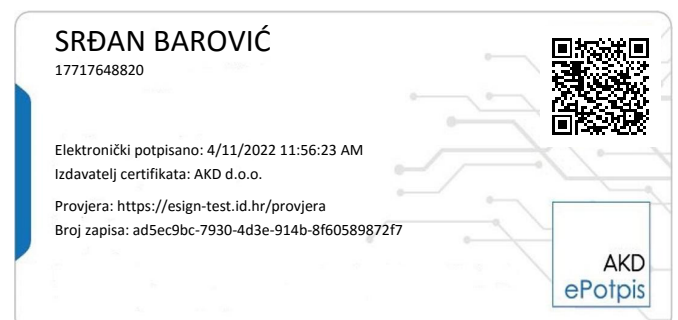 SRĐAN BAROVIĆ
17717648820
Elektronički potpisano: 4/11/2022 11:56:23 AM
Izdavatelj certifikata: AKD d.o.o.
Provjera: https://esign-test.id.hr/provjera
Broj zapisa: ad5ec9bc-7930-4d3e-914b-8f60589872f7
AKD
ePotpis